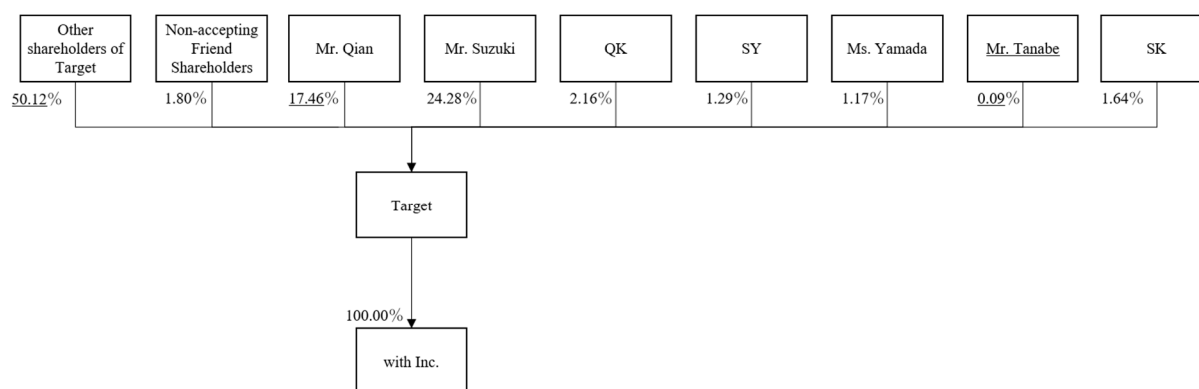 Other
shareholders of
Target
Non-accepting
Friend
Shareholders
Mr. Qian
Mr. Suzuki
QK
SY
Ms. Yamada
Mr. Tanabe
SK
50.12%
1.80%
17.46%
24.28%
2.16%
1.29%
1.17%
0.09%
1.64%
Target
100.00%
with Inc.